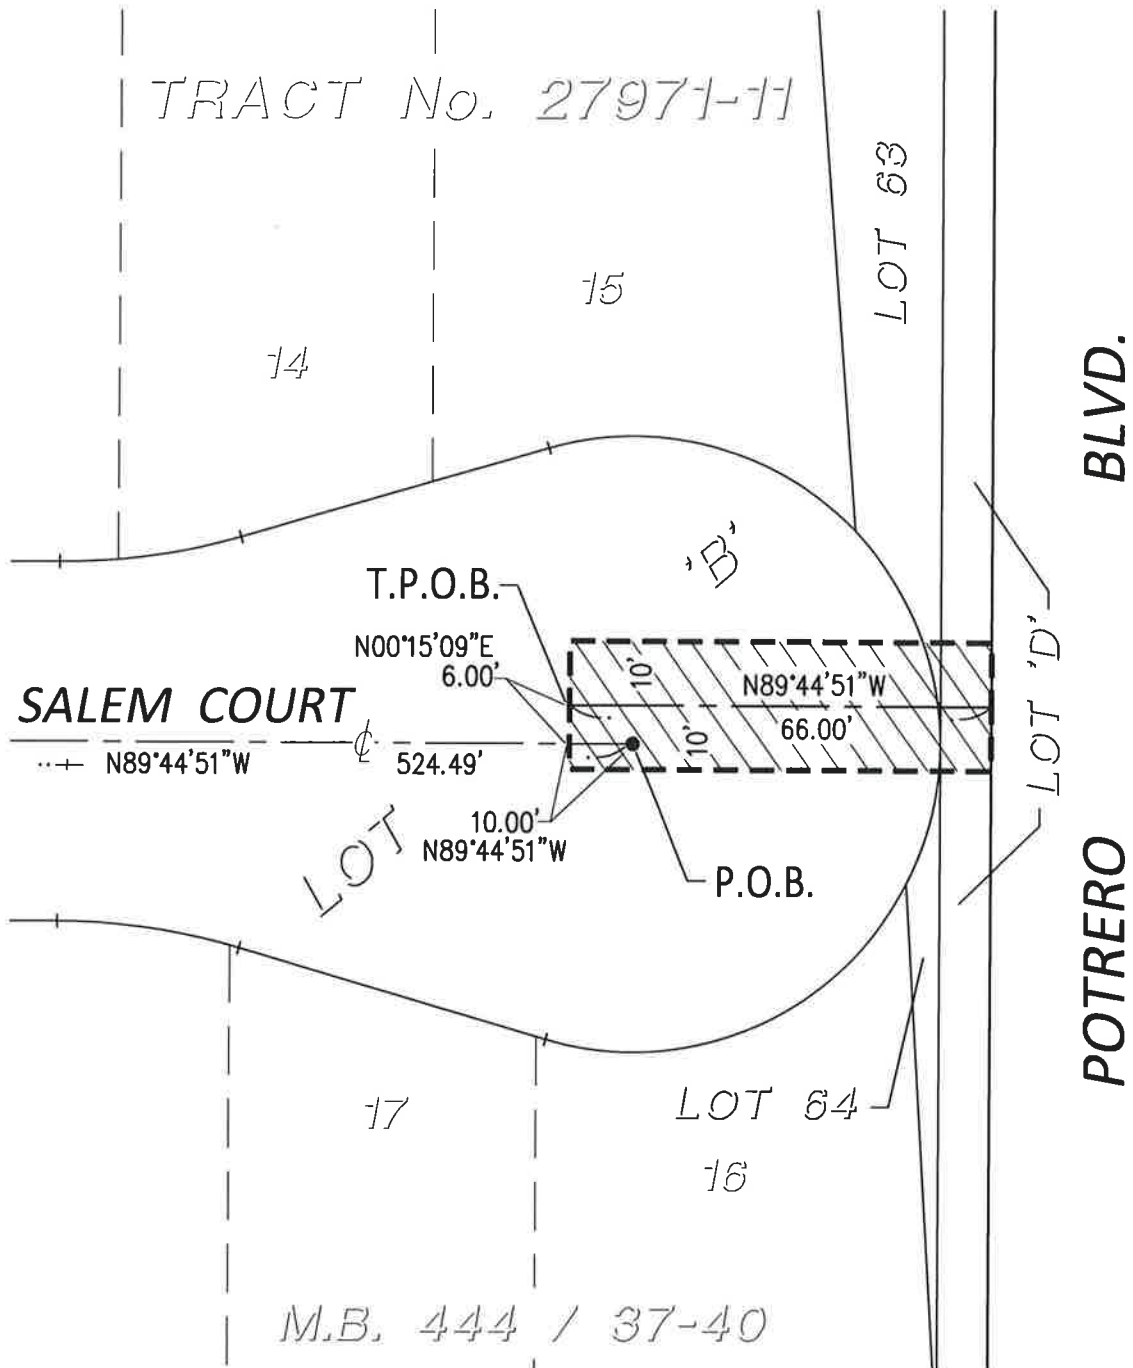 TRACT No. 27971-11
LOT 63
15
14
BLVD.
'B'
T.P.O.B.
N00°15'09"E
6.00'
10'
N89°44'51"W
66.00'
SALEM COURT
℄
N89°44'51"W
524.49'
10'
LOT 'D'
10.00'
N89°44'51"W
LOT
P.O.B.
POTRERO
LOT 64
17
16
M.B. 444 / 37-40